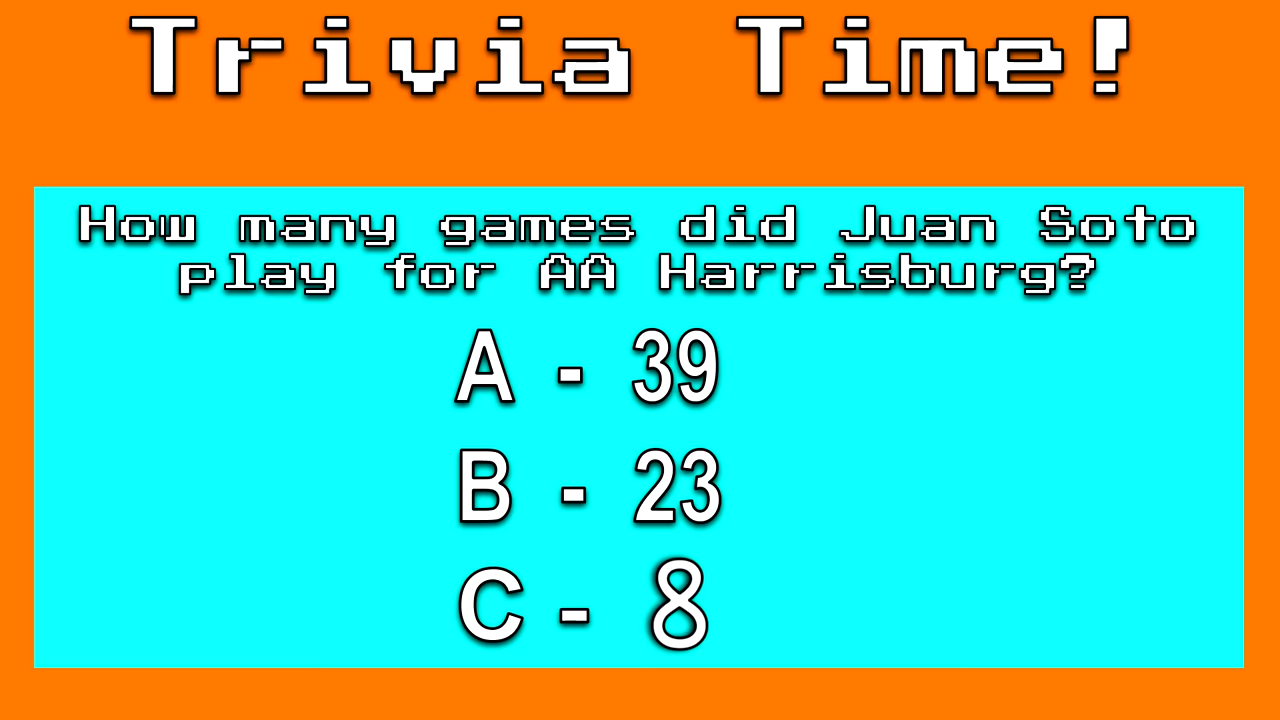 Trivia Time!
How many games did Juan Soto
play for AA Harrisburg?
A - 39
B - 23
C - 8